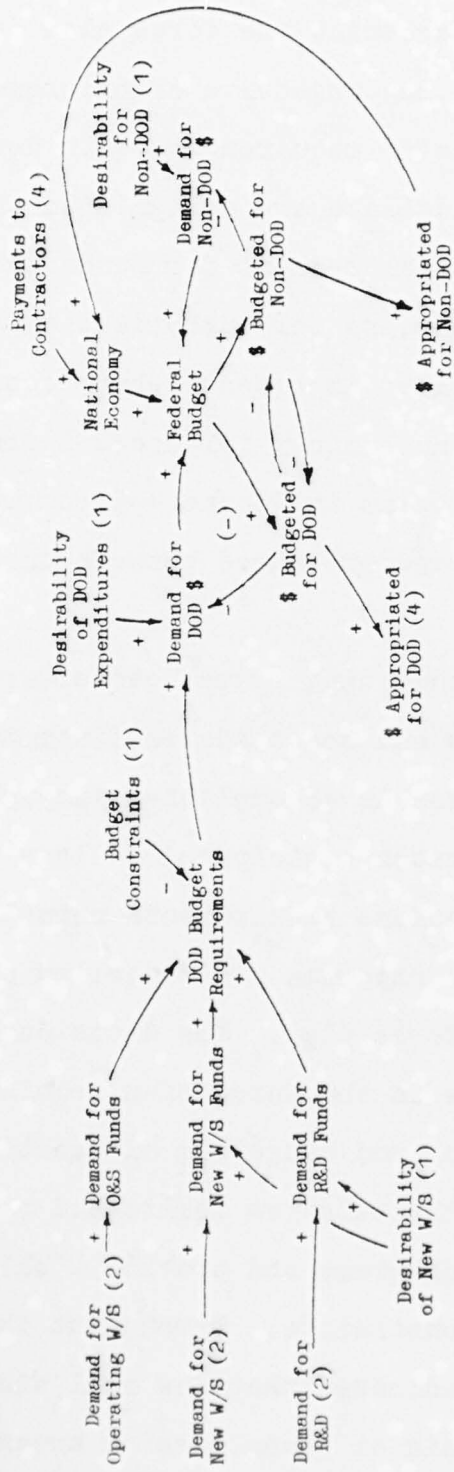 Demand for
Operating W/S (2)
+
Demand for
O&S Funds
+
Demand for
New W/S (2)
+
Demand for
New W/S Funds
+
+
Demand for
R&D (2)
+
Demand for
R&D Funds
+
+
Desirability
of New W/S (1)
Budget
Constraints (1)
-
DOD Budget
Requirements
+
Desirability
of DOD
Expenditures (1)
+
Demand for
DOD $
+
-
(-)
Payments to
Contractors (4)
+
National
Economy
+
+
Federal
Budget
+
+
Desirability
for
Non-DOD (1)
+
Demand for
Non-DOD $
-
$ Budgeted for
Non-DOD
+
-
-
$ Budgeted
for DOD
+
$ Appropriated
for DOD (4)
+
$ Appropriated
for Non-DOD